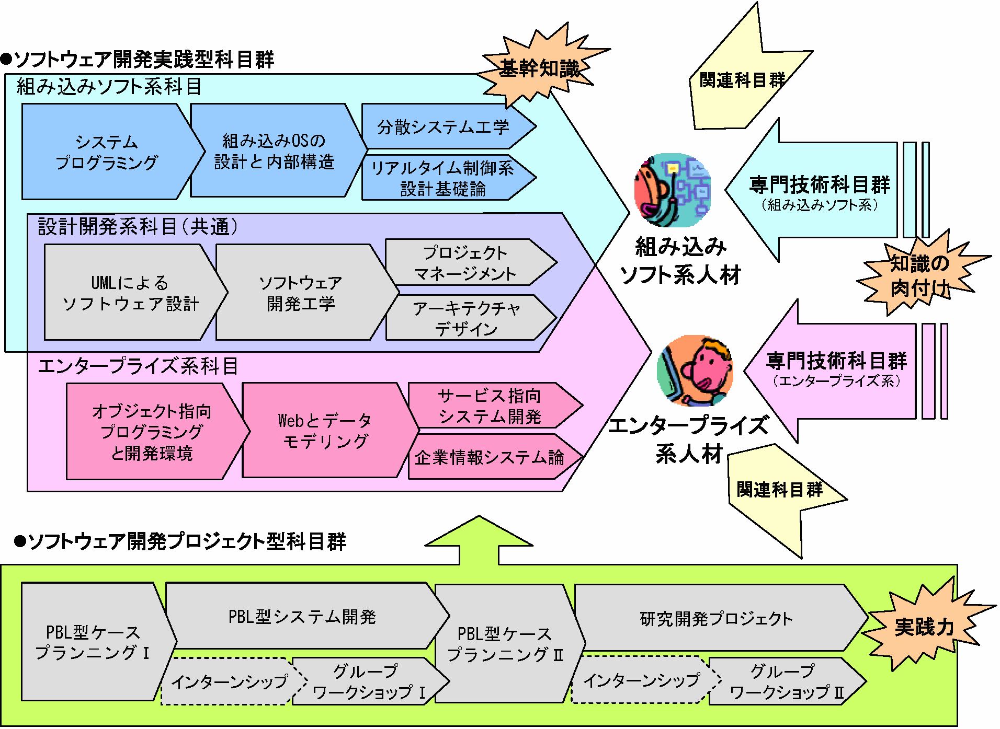 ●ソフトウェア開発実践型科目群
基幹知識
組み込みソフト系科目
システム
プログラミング
組み込みOSの
設計と内部構造
分散システム工学
リアルタイム制御系
設計基礎論
設計開発系科目(共通)
UMLによる
ソフトウェア設計
ソフトウェア
開発工学
プロジェクト
マネージメント
アーキテクチャ
デザイン
エンタープライズ系科目
オブジェクト指向
プログラミング
と開発環境
Webとデータ
モデリング
サービス指向
システム開発
企業情報システム論
組み込み
ソフト系人材
エンタープライズ
系人材
関連科目群
専門技術科目群
(組み込みソフト系)
知識の
肉付け
専門技術科目群
(エンタープライズ系)
関連科目群
●ソフトウェア開発プロジェクト型科目群
PBL型ケース
プランニングⅠ
PBL型システム開発
インターンシップ
グループ
ワークショップⅠ
PBL型ケース
プランニングⅡ
研究開発プロジェクト
インターンシップ
グループ
ワークショップⅡ
実践力